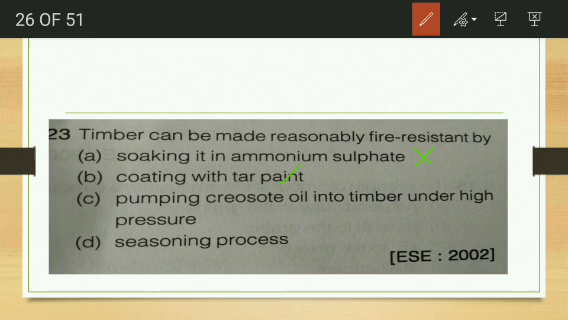 26 OF 51
23 Timber can be made reasonably fire-resistant by
(a) soaking it in ammonium sulphate
(b) coating with tar paint
(c) pumping creosote oil into timber under high
pressure
(d) seasoning process
[ESE : 2002]